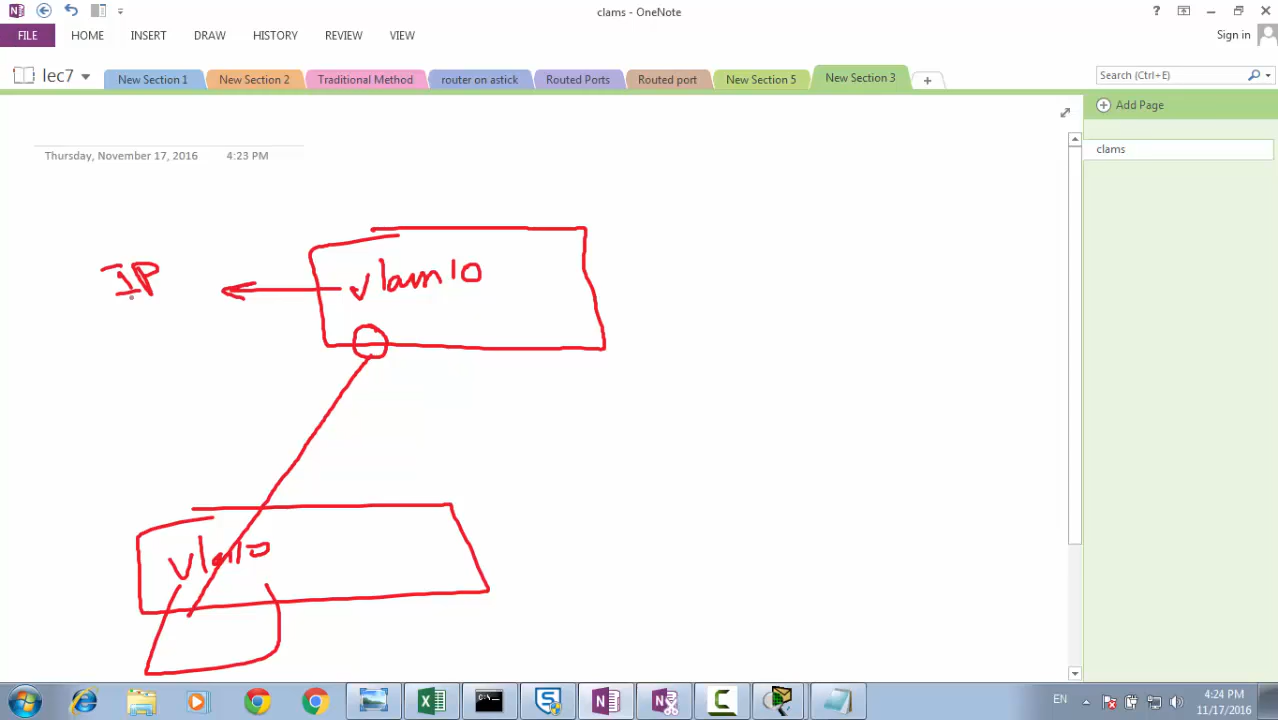 clams - OneNote
FILE HOME INSERT DRAW HISTORY REVIEW VIEW Sign in
lec7 New Section 1 New Section 2 Traditional Method router on astick Routed Ports Routed port New Section 5 New Section 3 Search (Ctrl+E)
Add Page
clams
Thursday, November 17, 2016 4:23 PM
IP
vlam10
vlan10
EN
4:24 PM
11/17/2016